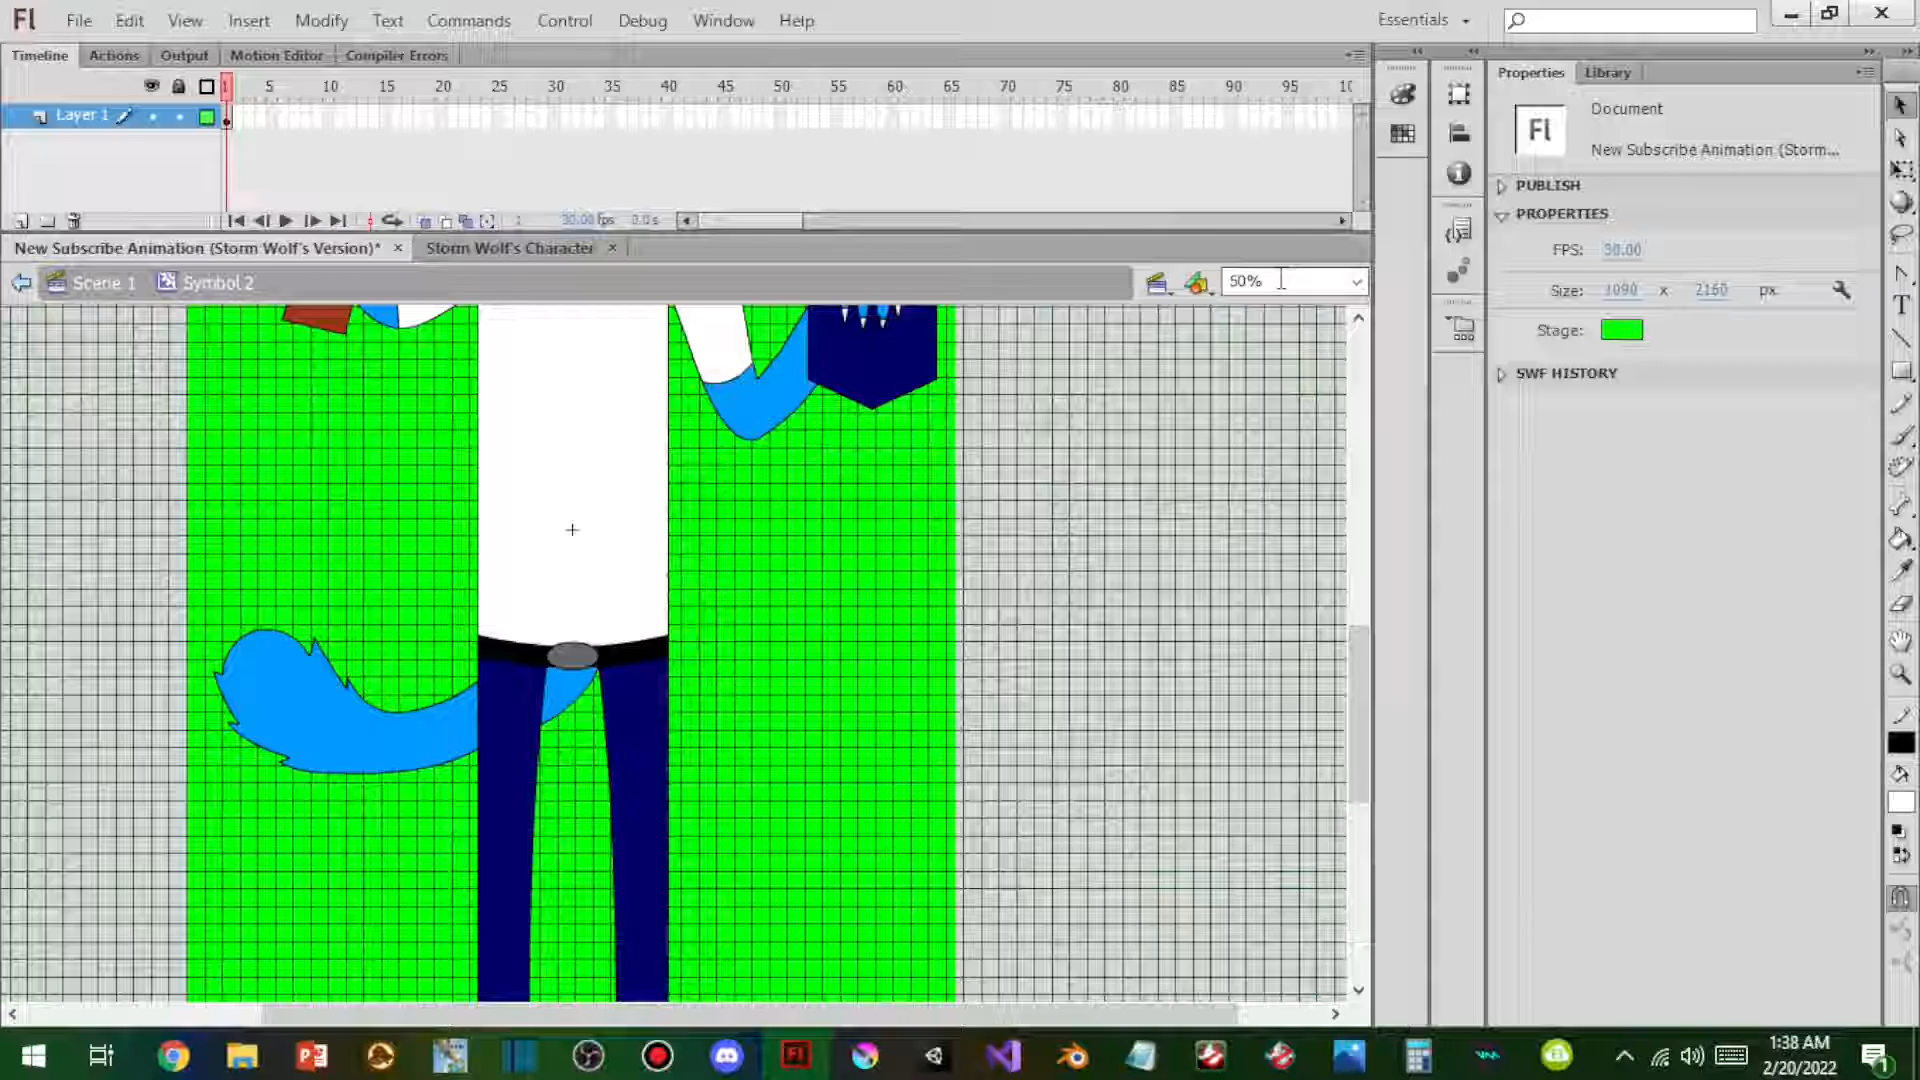 Fl File Edit View Insert Modify Text Commands Control Debug Window Help Essentials
Timeline Actions Output Motion Editor Compiler Errors
Properties Library
1 5 10 15 20 25 30 35 40 45 50 55 60 65 70 75 80 85 90 95 10
Layer 1
Document
Fl
New Subscribe Animation (Storm...
PUBLISH
PROPERTIES
1 30.00 fps 0.0 s
FPS: 30.00
New Subscribe Animation (Storm Wolf's Version)* Storm Wolf's Character
Scene 1 Symbol 2 50%
Size: 1090 x 2160 px
Stage:
SWF HISTORY
1:38 AM
2/20/2022